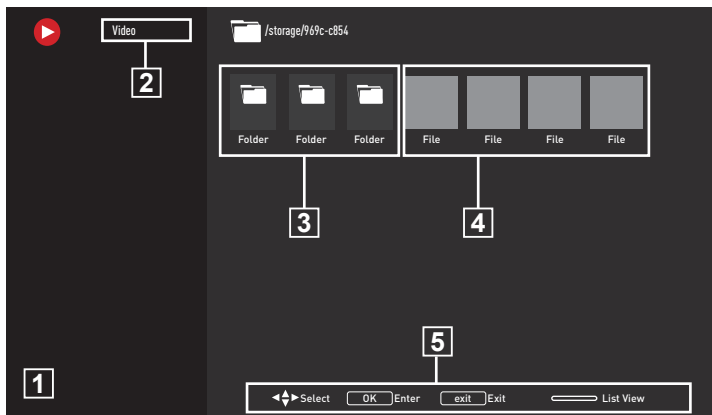 Video
/storage/969c-c854
2
Folder Folder Folder File File File File
3
4
5
1
Select OK Enter exit Exit List View